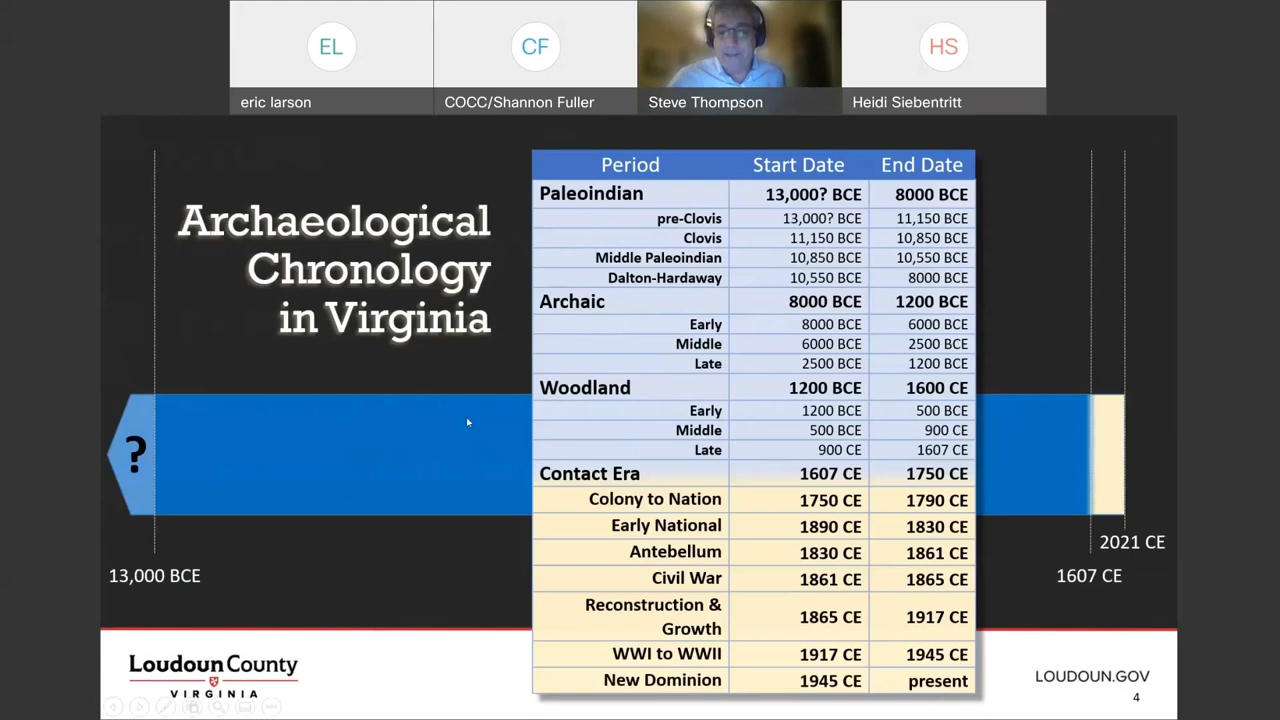 EL
CF
HS
eric larson
COCC/Shannon Fuller
Steve Thompson
Heidi Siebentritt
Archaeological
Chronology
in Virginia
Period Start Date End Date
Paleoindian 13,000? BCE 8000 BCE
pre-Clovis 13,000? BCE 11,150 BCE
Clovis 11,150 BCE 10,850 BCE
Middle Paleoindian 10,850 BCE 10,550 BCE
Dalton-Hardaway 10,550 BCE 8000 BCE
Archaic 8000 BCE 1200 BCE
Early 8000 BCE 6000 BCE
Middle 6000 BCE 2500 BCE
Late 2500 BCE 1200 BCE
Woodland 1200 BCE 1600 CE
Early 1200 BCE 500 BCE
Middle 500 BCE 900 CE
Late 900 CE 1607 CE
Contact Era 1607 CE 1750 CE
Colony to Nation 1750 CE 1790 CE
Early National 1890 CE 1830 CE
Antebellum 1830 CE 1861 CE
Civil War 1861 CE 1865 CE
Reconstruction &
Growth 1865 CE 1917 CE
WWI to WWII 1917 CE 1945 CE
New Dominion 1945 CE present
?
13,000 BCE
1607 CE
2021 CE
Loudoun County
VIRGINIA
LOUDOUN.GOV
4